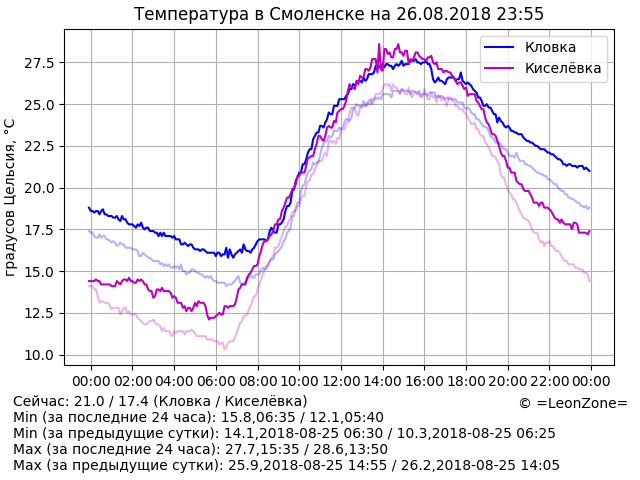 Температура в Смоленске на 26.08.2018 23:55
Кловка
Киселёвка
градусов Цельсия, °C
27.5
25.0
22.5
20.0
17.5
15.0
12.5
10.0
00:00 02:00 04:00 06:00 08:00 10:00 12:00 14:00 16:00 18:00 20:00 22:00 00:00
Сейчас: 21.0 / 17.4 (Кловка / Киселёвка)
© =LeonZone=
Min (за последние 24 часа): 15.8,06:35 / 12.1,05:40
Min (за предыдущие сутки): 14.1,2018-08-25 06:30 / 10.3,2018-08-25 06:25
Max (за последние 24 часа): 27.7,15:35 / 28.6,13:50
Max (за предыдущие сутки): 25.9,2018-08-25 14:55 / 26.2,2018-08-25 14:05